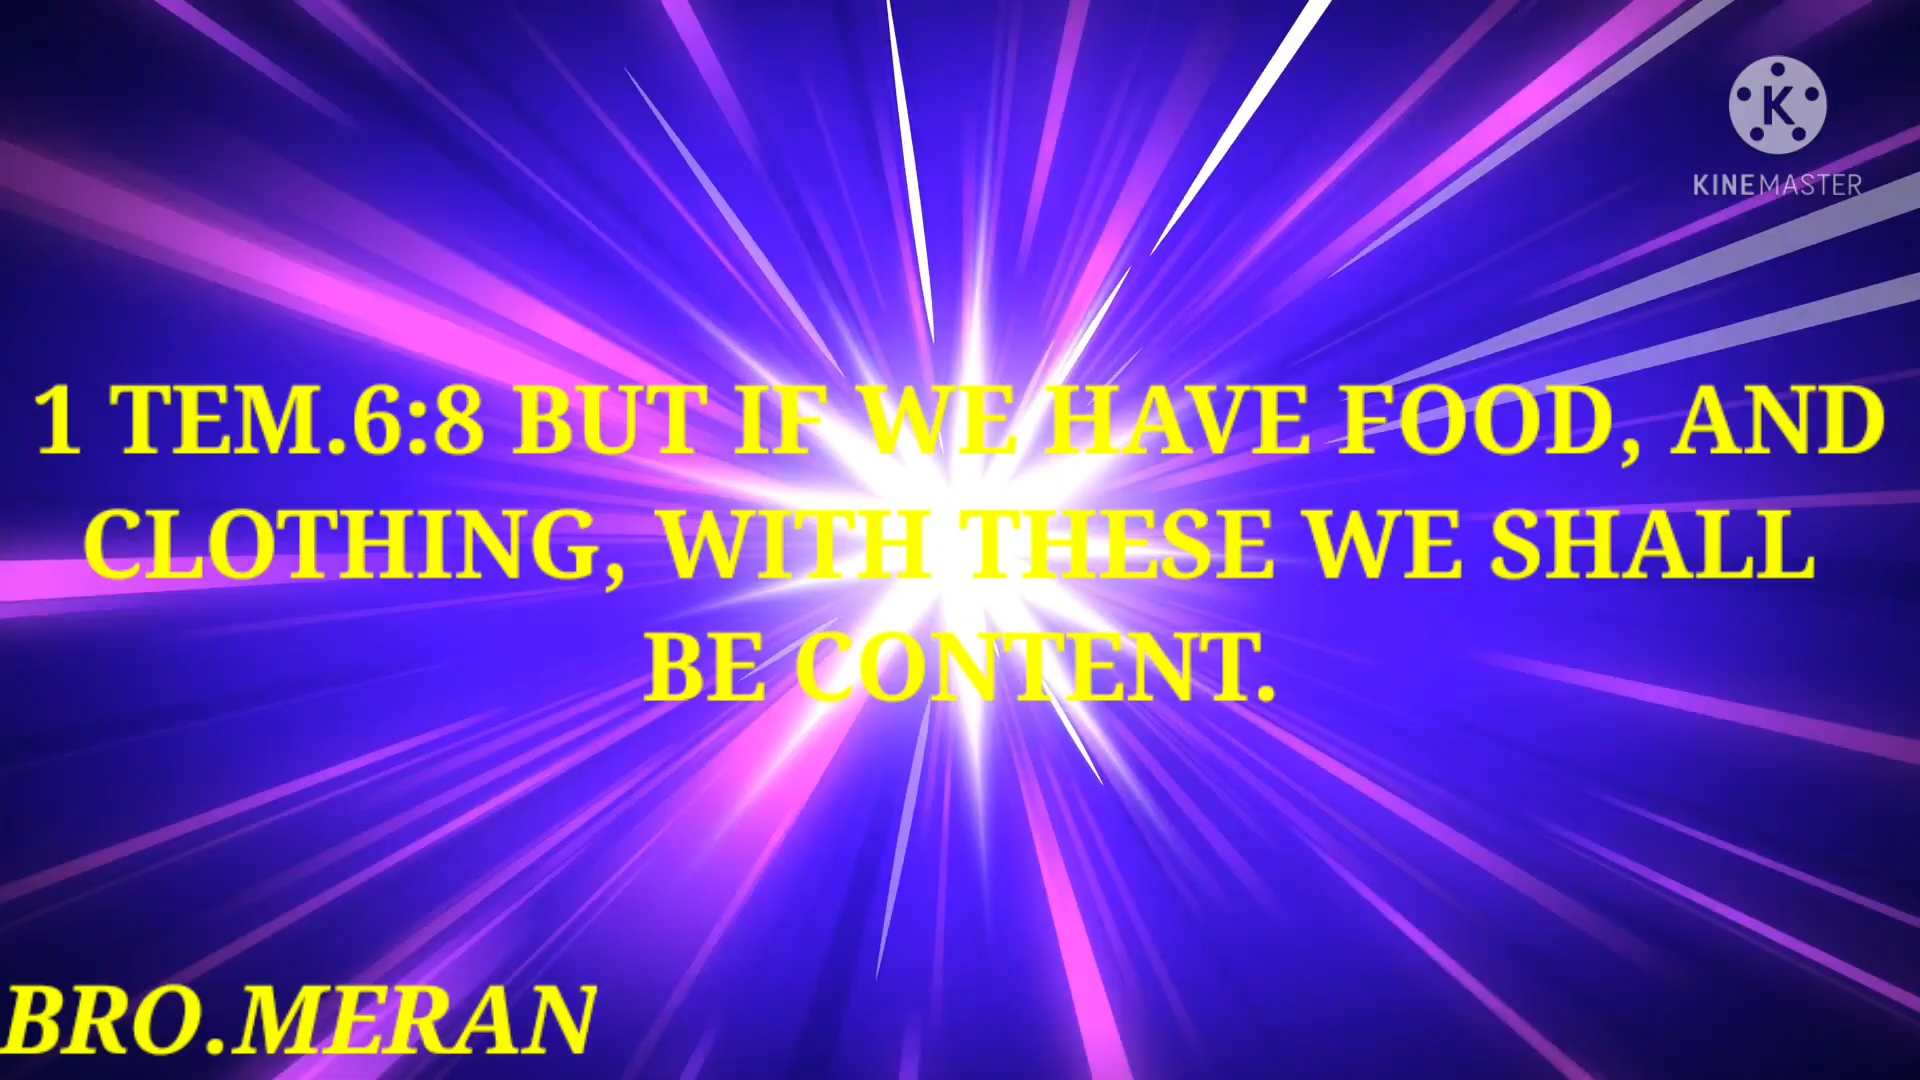 KINEMASTER
1 TEM.6:8 BUT IF WE HAVE FOOD, AND
CLOTHING, WITH THESE WE SHALL
BE CONTENT.
BRO.MERAN